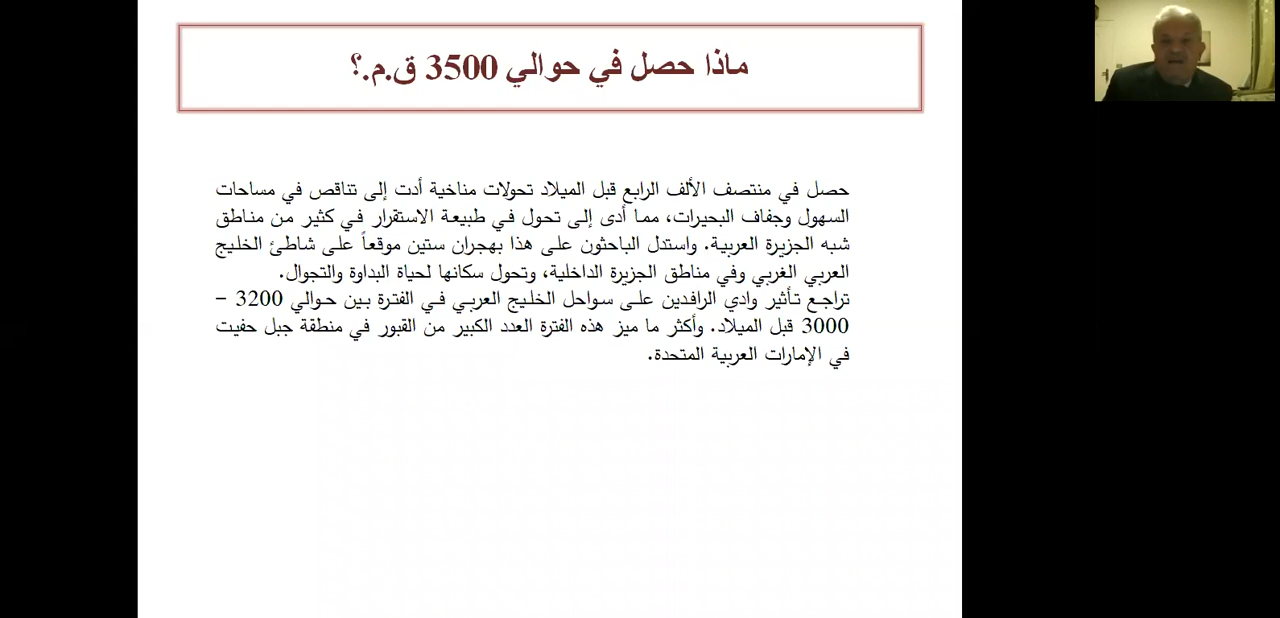 ماذا حصل في حوالي 3500 ق.م.؟
حصل في منتصف الألف الرابع قبل الميلاد تحولات مناخية أدت إلى تناقص في مساحات
السهول وجفاف البحيرات، مما أدى إلى تحول في طبيعة الاستقرار في كثير من مناطق
شبه الجزيرة العربية. واستدل الباحثون على هذا بهجران ستين موقعاً على شاطئ الخليج
العربي الغربي وفي مناطق الجزيرة الداخلية، وتحول سكانها لحياة البداوة والتجوال.
تراجع تأثير وادي الرافدين على سواحل الخليج العربي في الفترة بين حوالي 3200 –
3000 قبل الميلاد. وأكثر ما ميز هذه الفترة العدد الكبير من القبور في منطقة جبل حفيت
في الإمارات العربية المتحدة.